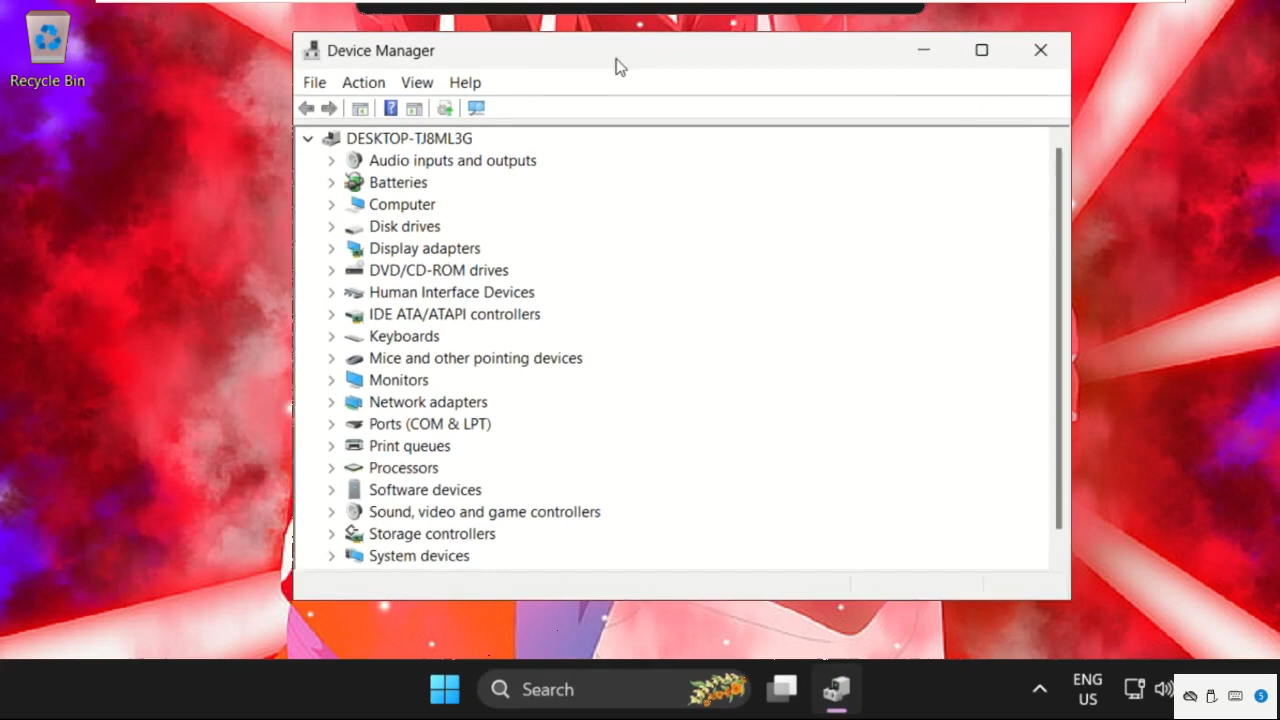 Recycle Bin
Device Manager
File Action View Help
DESKTOP-TJ8ML3G
Audio inputs and outputs
Batteries
Computer
Disk drives
Display adapters
DVD/CD-ROM drives
Human Interface Devices
IDE ATA/ATAPI controllers
Keyboards
Mice and other pointing devices
Monitors
Network adapters
Ports (COM & LPT)
Print queues
Processors
Software devices
Sound, video and game controllers
Storage controllers
System devices
Search
ENG
US
5